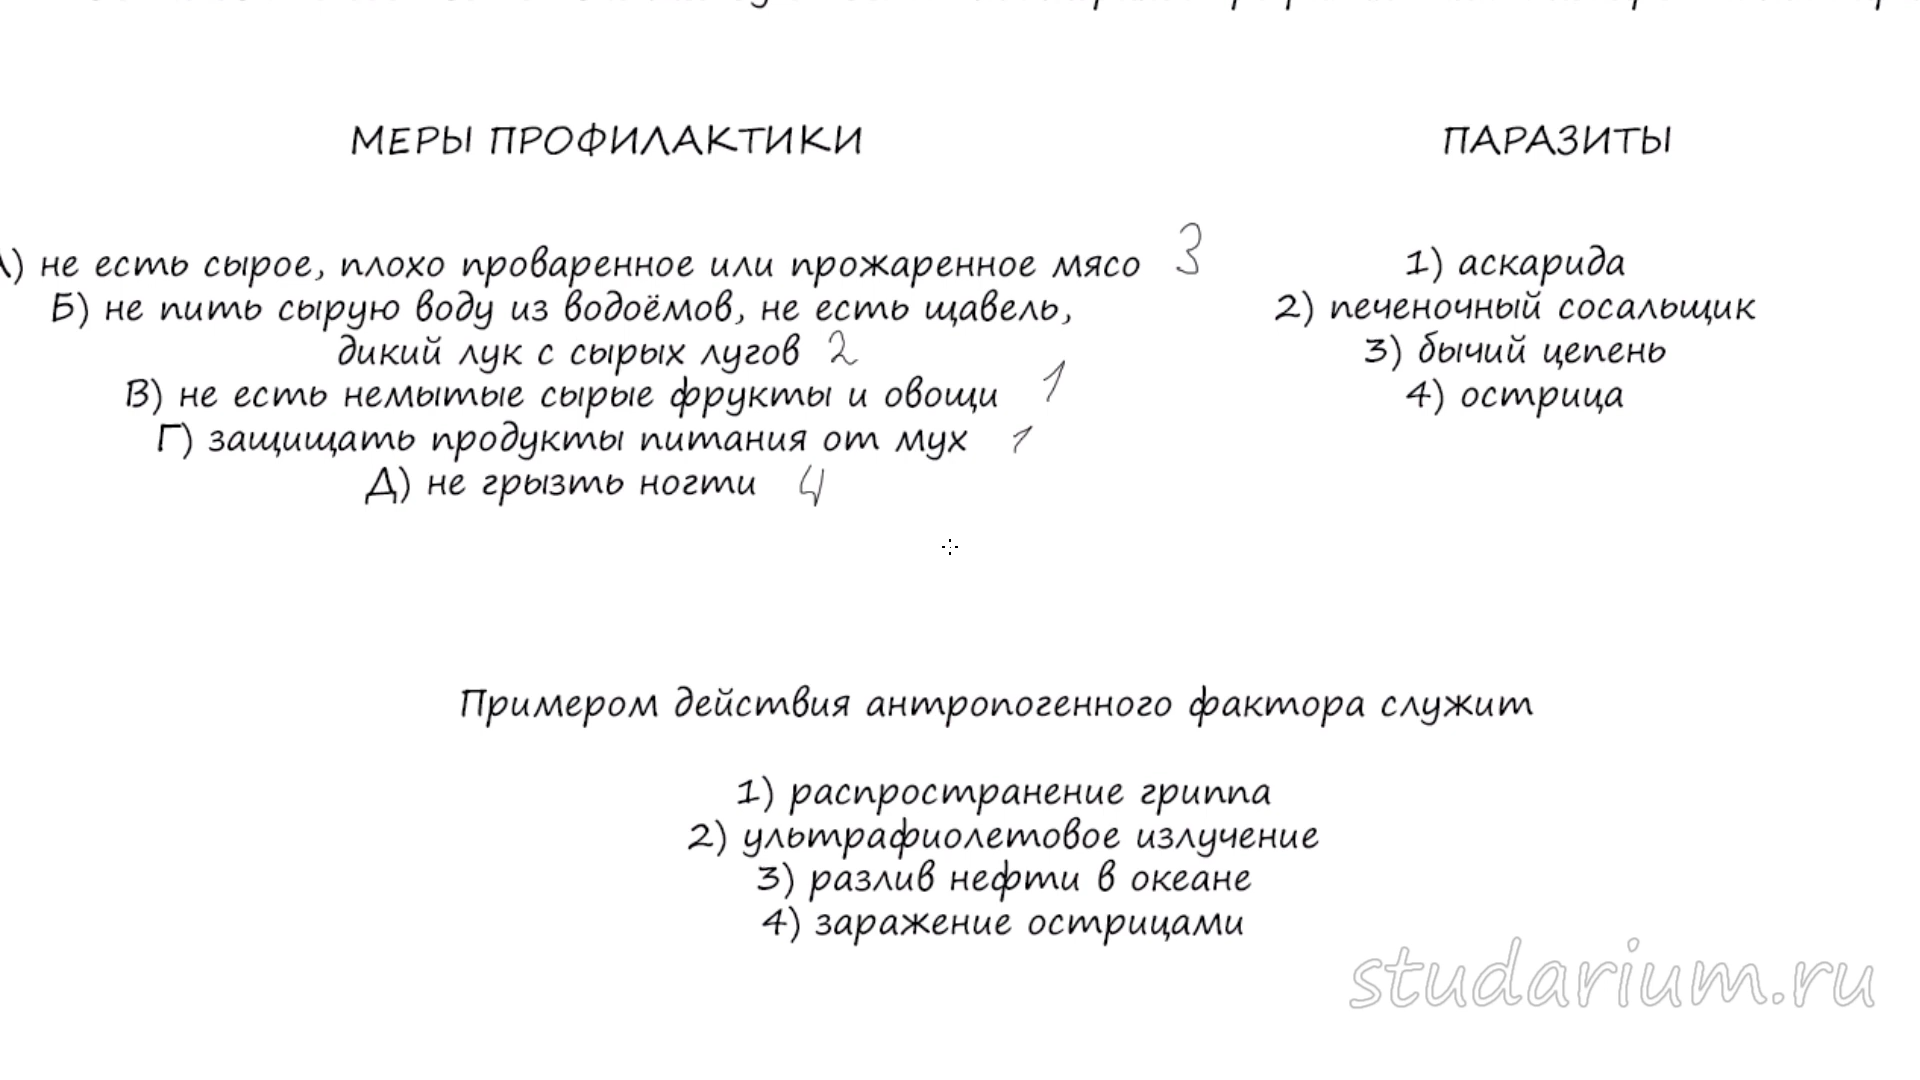 МЕРЫ ПРОФИЛАКТИКИ
ПАРАЗИТЫ
А) не есть сырое, плохо проваренное или прожаренное мясо 3
Б) не пить сырую воду из водоёмов, не есть щавель,
дикий лук с сырых лугов 2
В) не есть немытые сырые фрукты и овощи 1
Г) защищать продукты питания от мух 1
Д) не грызть ногти 4
1) аскарида
2) печеночный сосальщик
3) бычий цепень
4) острица
Примером действия антропогенного фактора служит
1) распространение гриппа
2) ультрафиолетовое излучение
3) разлив нефти в океане
4) заражение острицами
studarium.ru